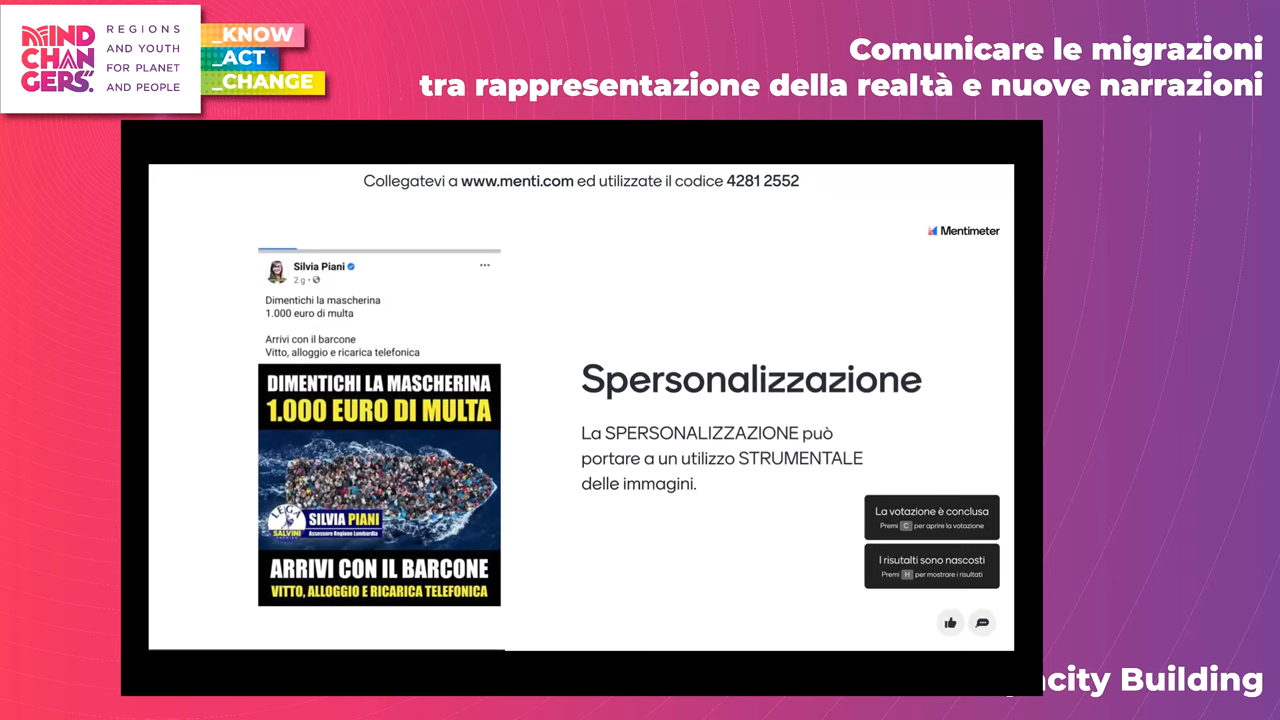 MIND
CHAN
GERS
REGIONS
AND YOUTH
FOR PLANET
AND PEOPLE
_KNOW
_ACT
_CHANGE
Comunicare le migrazioni
tra rappresentazione della realtà e nuove narrazioni
Collegatevi a www.menti.com ed utilizzate il codice 4281 2552
Mentimeter
Silvia Piani
2 g
Dimentichi la mascherina
1.000 euro di multa
Arrivi con il barcone
Vitto, alloggio e ricarica telefonica
DIMENTICHI LA MASCHERINA
1.000 EURO DI MULTA
LEGA
SALVINI
SILVIA PIANI
Assessore Regione Lombardia
ARRIVI CON IL BARCONE
VITTO, ALLOGGIO E RICARICA TELEFONICA
Spersonalizzazione
La SPERSONALIZZAZIONE può
portare a un utilizzo STRUMENTALE
delle immagini.
La votazione è conclusa
Premi C per aprire la votazione
I risutalti sono nascosti
Premi H per mostrare i risultati
Building